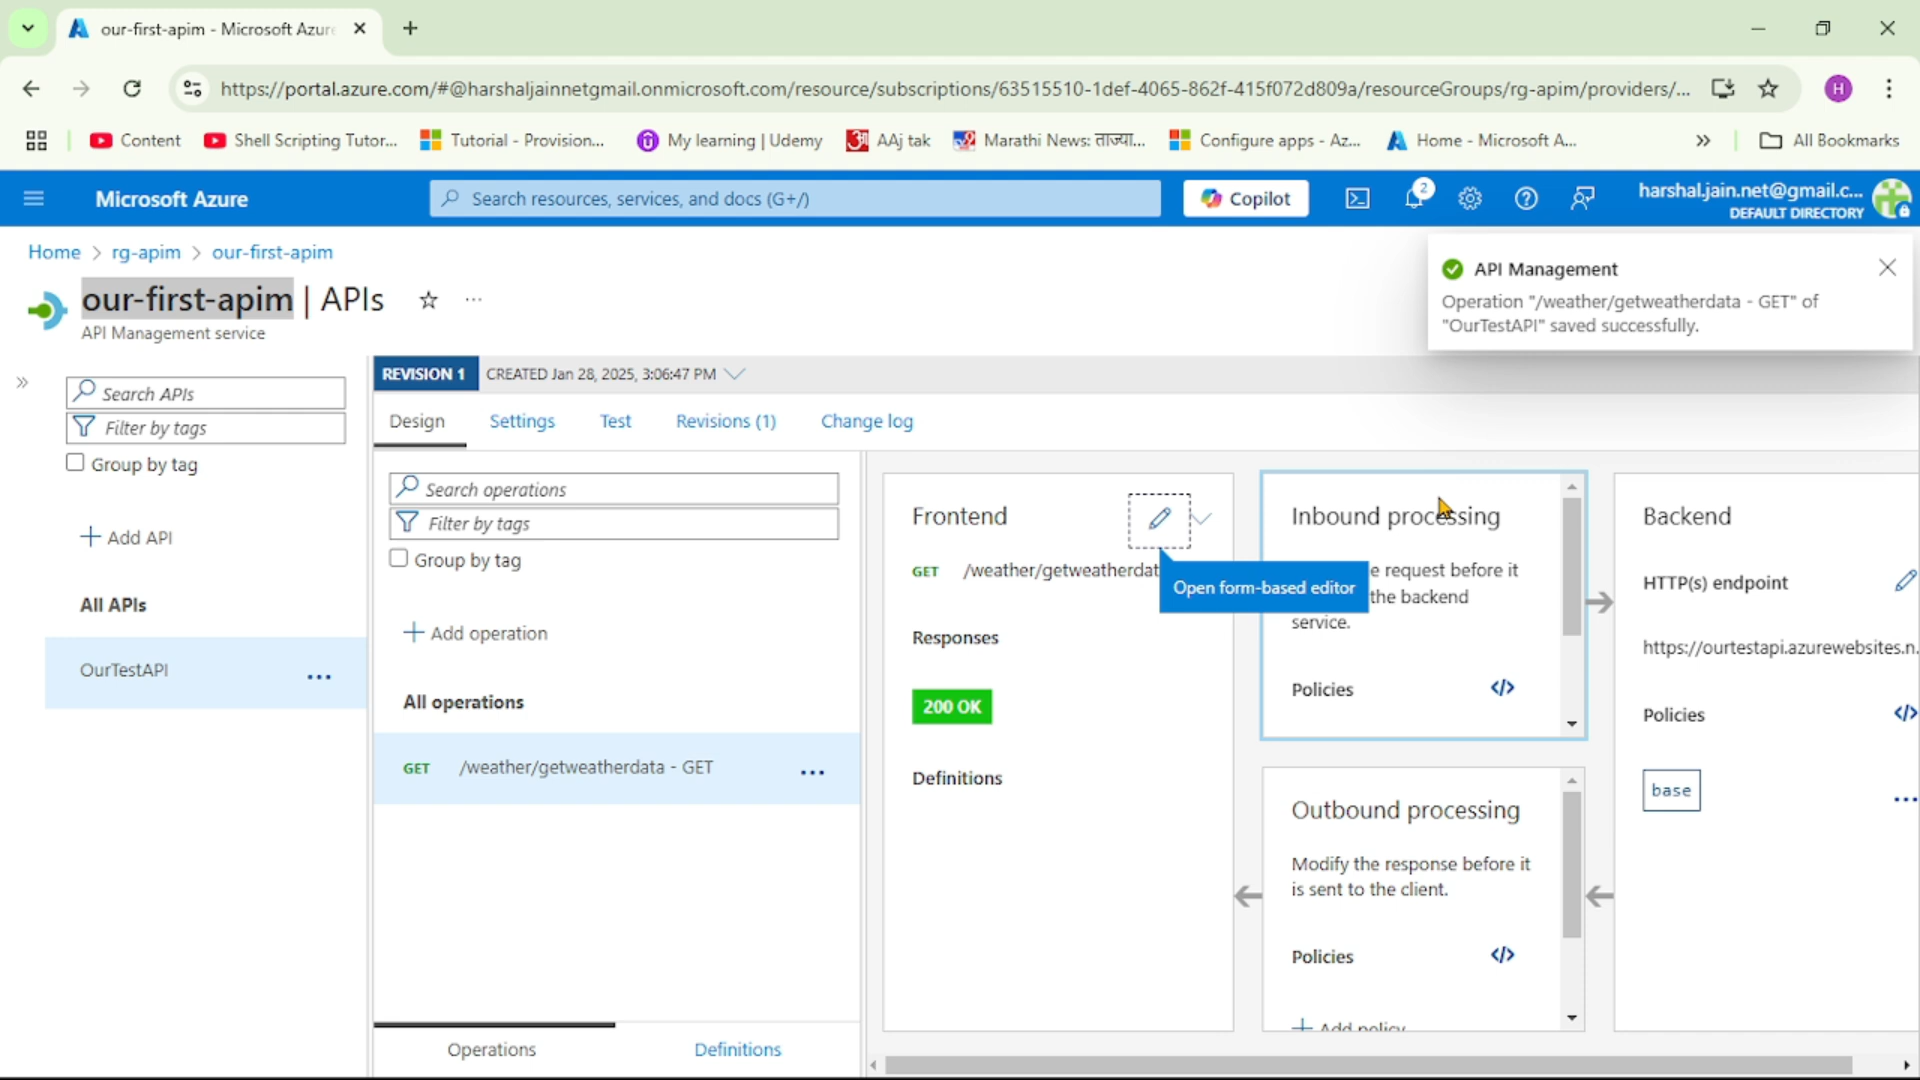 our-first-apim - Microsoft Azure
https://portal.azure.com/#@harshaljainnetgmail.onmicrosoft.com/resource/subscriptions/63515510-1def-4065-862f-415f072d809a/resourceGroups/rg-apim/providers/...
H
Content
Shell Scripting Tutor...
Tutorial - Provision...
My learning | Udemy
AAj tak
Marathi News: ताज्या...
Configure apps - Az...
Home - Microsoft A...
All Bookmarks
Microsoft Azure
Search resources, services, and docs (G+/)
Copilot
2
harshal.jain.net@gmail.c...
DEFAULT DIRECTORY
Home > rg-apim > our-first-apim
our-first-apim | APIs
API Management service
API Management
Operation "/weather/getweatherdata - GET" of
"OurTestAPI" saved successfully.
Search APIs
Filter by tags
Group by tag
+ Add API
All APIs
OurTestAPI
REVISION 1
CREATED Jan 28, 2025, 3:06:47 PM
Design
Settings
Test
Revisions (1)
Change log
Search operations
Filter by tags
Group by tag
+ Add operation
All operations
GET /weather/getweatherdata - GET
Operations
Definitions
Frontend
GET /weather/getweatherdat
Open form-based editor
Responses
200 OK
Definitions
Inbound processing
e request before it
the backend
service.
Policies
Outbound processing
Modify the response before it
is sent to the client.
Policies
+ Add policy
Backend
HTTP(s) endpoint
https://ourtestapi.azurewebsites.n.
Policies
base